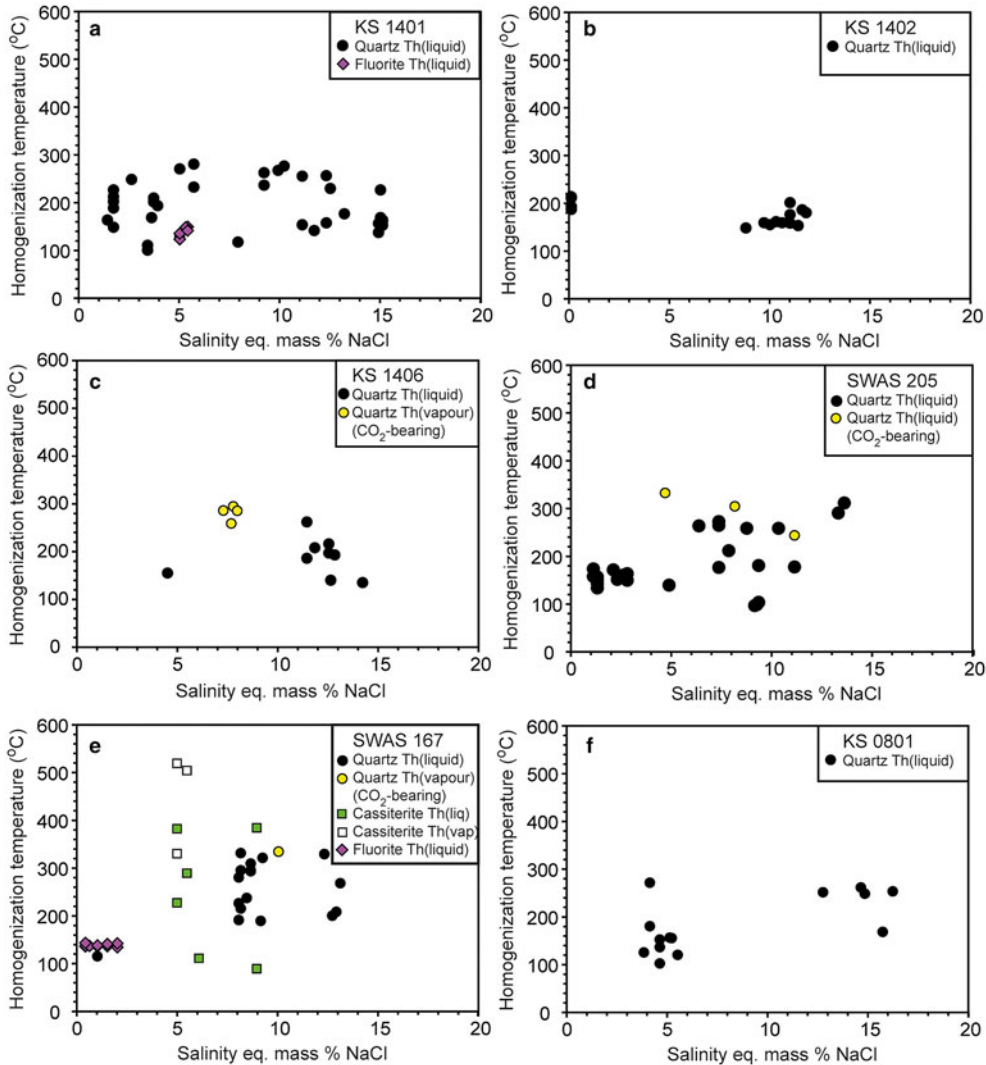 a
KS 1401
Quartz Th(liquid)
Fluorite Th(liquid)
Homogenization temperature (°C)
600
500
400
300
200
100
0
0
5
10
15
20
Salinity eq. mass % NaCl
b
KS 1402
Quartz Th(liquid)
Homogenization temperature (°C)
600
500
400
300
200
100
0
0
5
10
15
20
Salinity eq. mass % NaCl
c
KS 1406
Quartz Th(liquid)
Quartz Th(vapour)
(CO₂-bearing)
Homogenization temperature (°C)
600
500
400
300
200
100
0
5
10
15
20
Salinity eq. mass % NaCl
d
SWAS 205
Quartz Th(liquid)
Quartz Th(liquid)
(CO₂-bearing)
Homogenization temperature (°C)
600
500
400
300
200
100
0
0
5
10
15
20
Salinity eq. mass % NaCl
e
SWAS 167
Quartz Th(liquid)
Quartz Th(vapour)
(CO₂-bearing)
Cassiterite Th(liq)
Cassiterite Th(vap)
Fluorite Th(liquid)
Homogenization temperature (°C)
600
500
400
300
200
100
0
0
5
10
15
20
Salinity eq. mass % NaCl
f
KS 0801
Quartz Th(liquid)
Homogenization temperature (°C)
600
500
400
300
200
100
0
0
5
10
15
20
Salinity eq. mass % NaCl